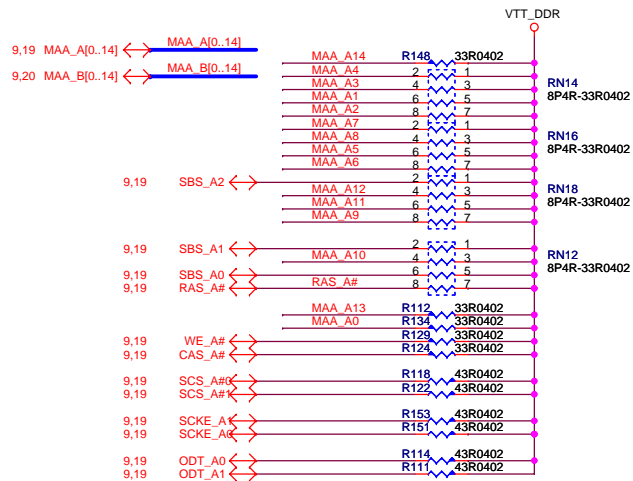 VTT_DDR
9,19 MAA_A[0..14] MAA_A[0..14]
9,20 MAA_B[0..14] MAA_B[0..14]
MAA_A14 R148 33R0402
MAA_A4 2 1
MAA_A3 4 3 RN14
MAA_A1 6 5 8P4R-33R0402
MAA_A2 8 7
MAA_A7 2 1
MAA_A8 4 3 RN16
MAA_A5 6 5 8P4R-33R0402
MAA_A6 8 7
9,19 SBS_A2 2 1
MAA_A12 4 3 RN18
MAA_A11 6 5 8P4R-33R0402
MAA_A9 8 7
9,19 SBS_A1 2 1
MAA_A10 4 3 RN12
9,19 SBS_A0 6 5 8P4R-33R0402
9,19 RAS_A# RAS_A# 8 7
MAA_A13 R112 33R0402
MAA_A0 R134 33R0402
9,19 WE_A# R129 33R0402
9,19 CAS_A# R124 33R0402
9,19 SCS_A#0 R118 43R0402
9,19 SCS_A#1 R122 43R0402
9,19 SCKE_A1 R153 43R0402
9,19 SCKE_A0 R151 43R0402
9,19 ODT_A0 R114 43R0402
9,19 ODT_A1 R111 43R0402